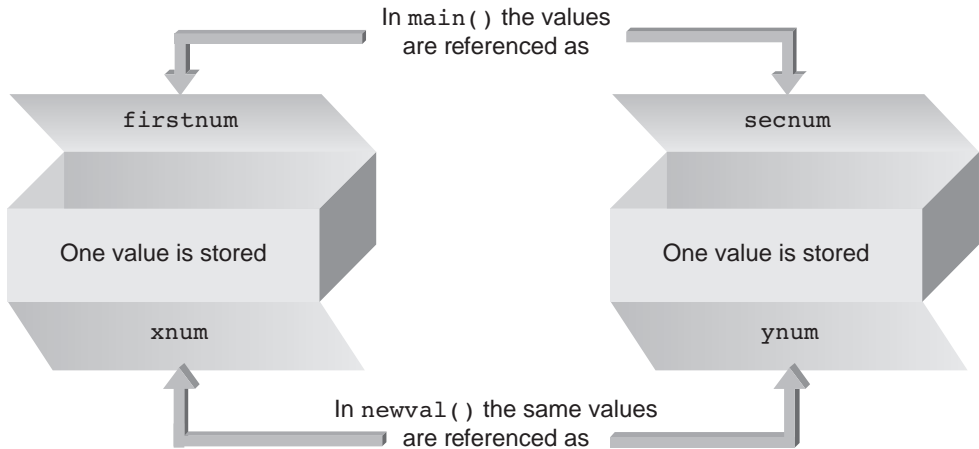 In main() the values
are referenced as
firstnum
secnum
One value is stored
One value is stored
xnum
ynum
In newval() the same values
are referenced as